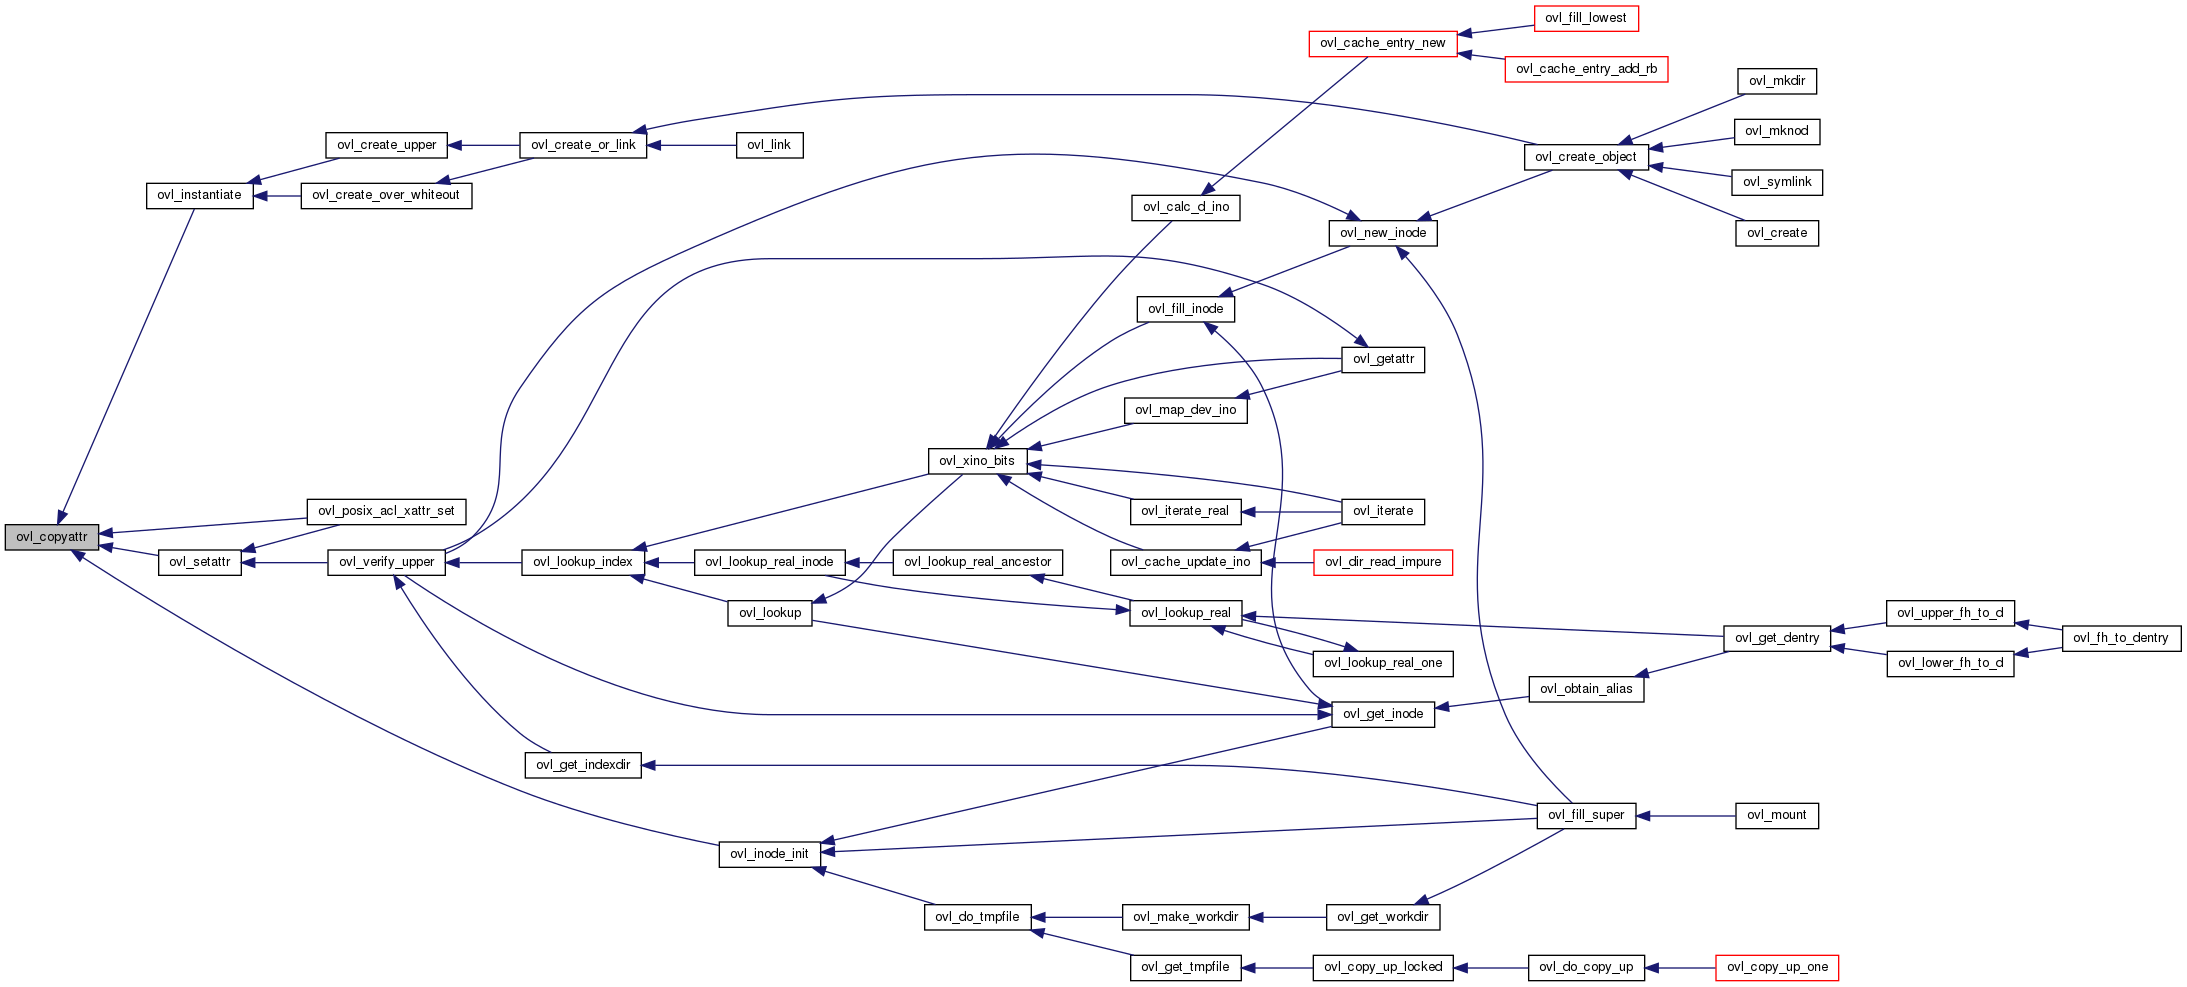 ovl_fill_lowest
ovl_cache_entry_new
ovl_cache_entry_add_rb
ovl_mkdir
ovl_mknod
ovl_create_upper
ovl_create_or_link
ovl_link
ovl_create_object
ovl_symlink
ovl_instantiate
ovl_create_over_whiteout
ovl_calc_d_ino
ovl_new_inode
ovl_create
ovl_fill_inode
ovl_getattr
ovl_map_dev_ino
ovl_xino_bits
ovl_posix_acl_xattr_set
ovl_iterate_real
ovl_iterate
ovl_copyattr
ovl_setattr
ovl_verify_upper
ovl_lookup_index
ovl_lookup_real_inode
ovl_lookup_real_ancestor
ovl_cache_update_ino
ovl_dir_read_impure
ovl_lookup
ovl_lookup_real
ovl_upper_fh_to_d
ovl_get_dentry
ovl_fh_to_dentry
ovl_lookup_real_one
ovl_lower_fh_to_d
ovl_obtain_alias
ovl_get_inode
ovl_get_indexdir
ovl_fill_super
ovl_mount
ovl_inode_init
ovl_do_tmpfile
ovl_make_workdir
ovl_get_workdir
ovl_get_tmpfile
ovl_copy_up_locked
ovl_do_copy_up
ovl_copy_up_one